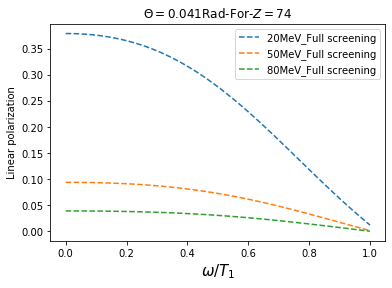 Θ = 0.041Rad-For-Z = 74
20MeV_Full screening
50MeV_Full screening
80MeV_Full screening
Linear polarization
0.35
0.30
0.25
0.20
0.15
0.10
0.05
0.00
0.0 0.2 0.4 0.6 0.8 1.0
ω/T₁